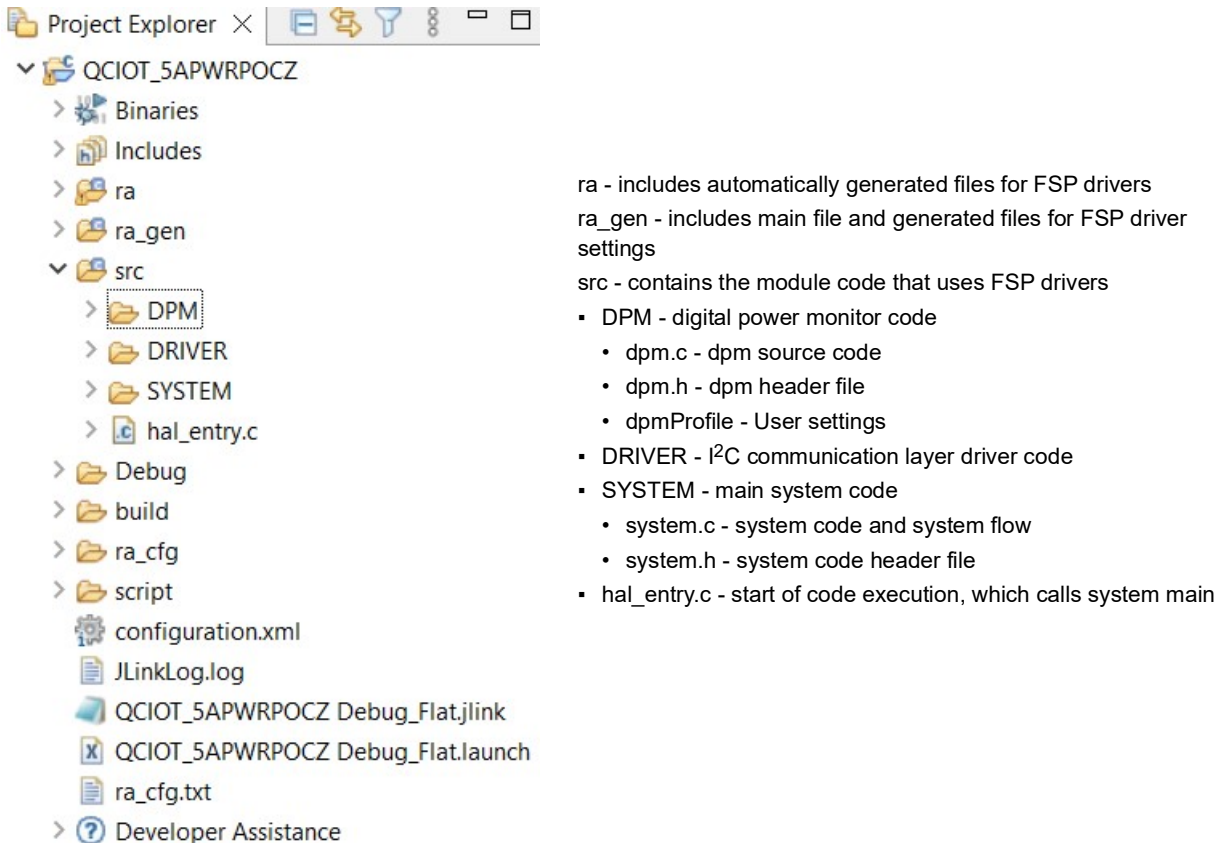 Project Explorer
QCIOT_5APWRPOCZ
Binaries
Includes
ra
ra_gen
src
DPM
DRIVER
SYSTEM
hal_entry.c
Debug
build
ra_cfg
script
configuration.xml
JLinkLog.log
QCIOT_5APWRPOCZ Debug_Flat.jlink
QCIOT_5APWRPOCZ Debug_Flat.launch
ra_cfg.txt
Developer Assistance
ra - includes automatically generated files for FSP drivers
ra_gen - includes main file and generated files for FSP driver
settings
src - contains the module code that uses FSP drivers
▪ DPM - digital power monitor code
• dpm.c - dpm source code
• dpm.h - dpm header file
• dpmProfile - User settings
▪ DRIVER - I²C communication layer driver code
▪ SYSTEM - main system code
• system.c - system code and system flow
• system.h - system code header file
▪ hal_entry.c - start of code execution, which calls system main